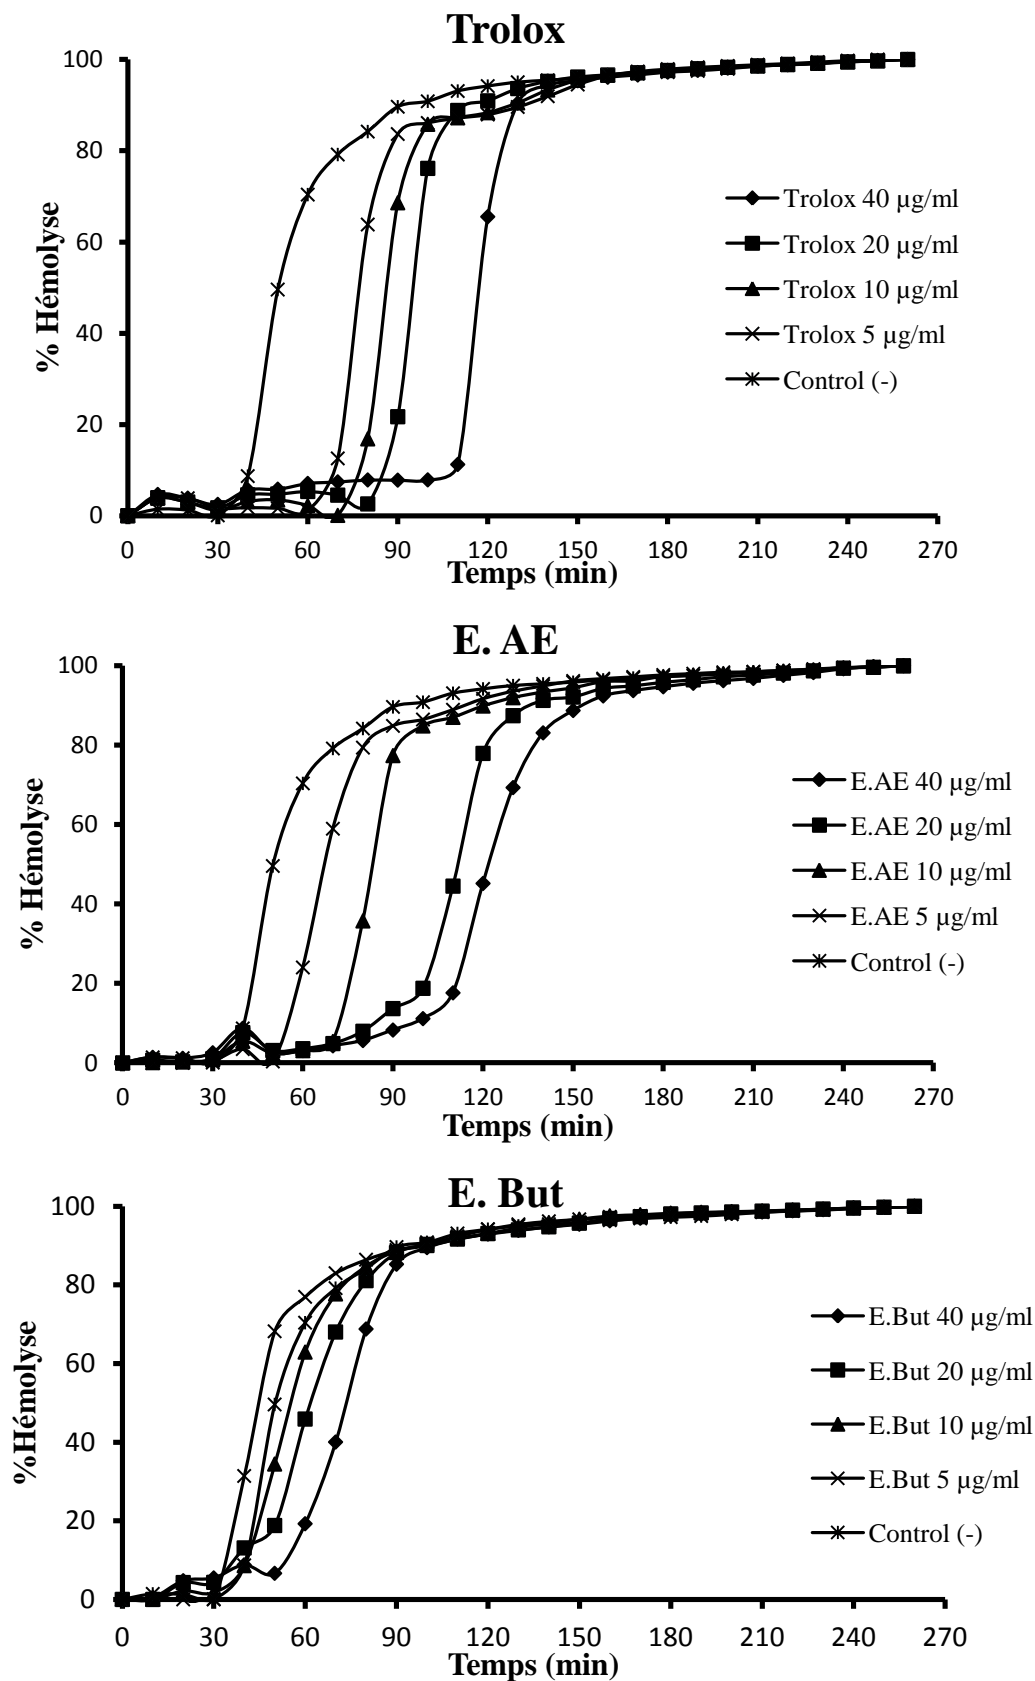 Trolox
100
80
60
40
20
0
% Hémolyse
Trolox 40 µg/ml
Trolox 20 µg/ml
Trolox 10 µg/ml
Trolox 5 µg/ml
Control (-)
0 30 60 90 120 150 180 210 240 270
Temps (min)
E. AE
100
80
60
40
20
0
% Hémolyse
E.AE 40 µg/ml
E.AE 20 µg/ml
E.AE 10 µg/ml
E.AE 5 µg/ml
Control (-)
0 30 60 90 120 150 180 210 240 270
Temps (min)
E. But
100
80
60
40
20
0
%Hémolyse
E.But 40 µg/ml
E.But 20 µg/ml
E.But 10 µg/ml
E.But 5 µg/ml
Control (-)
0 30 60 90 120 150 180 210 240 270
Temps (min)